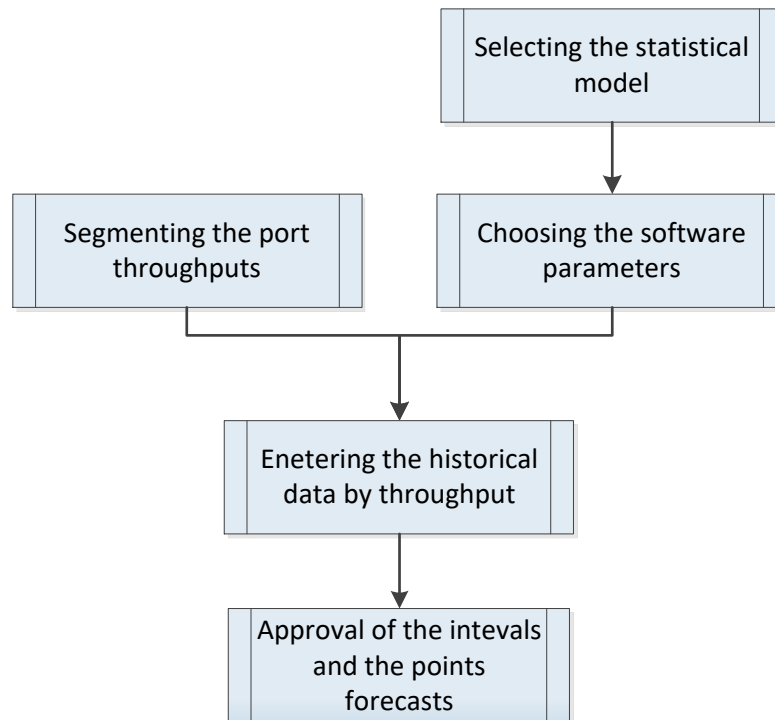 Selecting the statistical
model
Segmenting the port
throughputs
Choosing the software
parameters
Enetering the historical
data by throughput
Approval of the intevals
and the points
forecasts